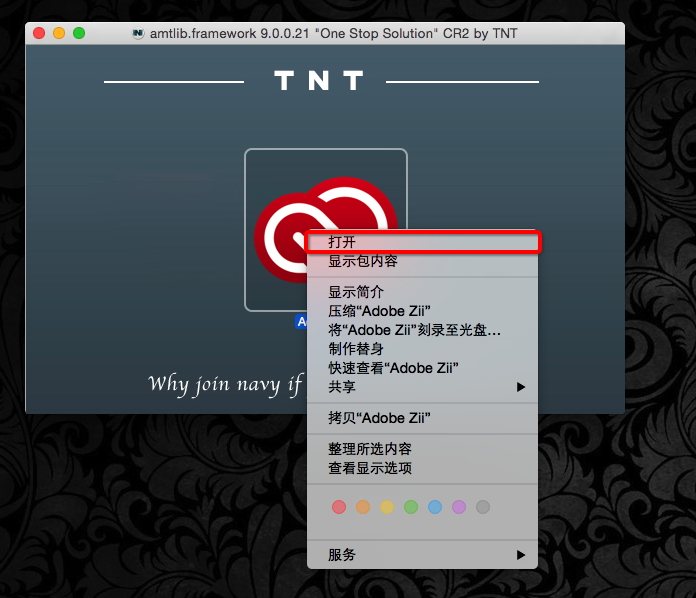 amtlib.framework 9.0.0.21 "One Stop Solution" CR2 by TNT
TNT
打开
显示包内容
显示简介
压缩“Adobe Zii”
将“Adobe Zii”刻录至光盘...
制作替身
快速查看“Adobe Zii”
共享
拷贝“Adobe Zii”
整理所选内容
查看显示选项
服务
A
Why join navy if